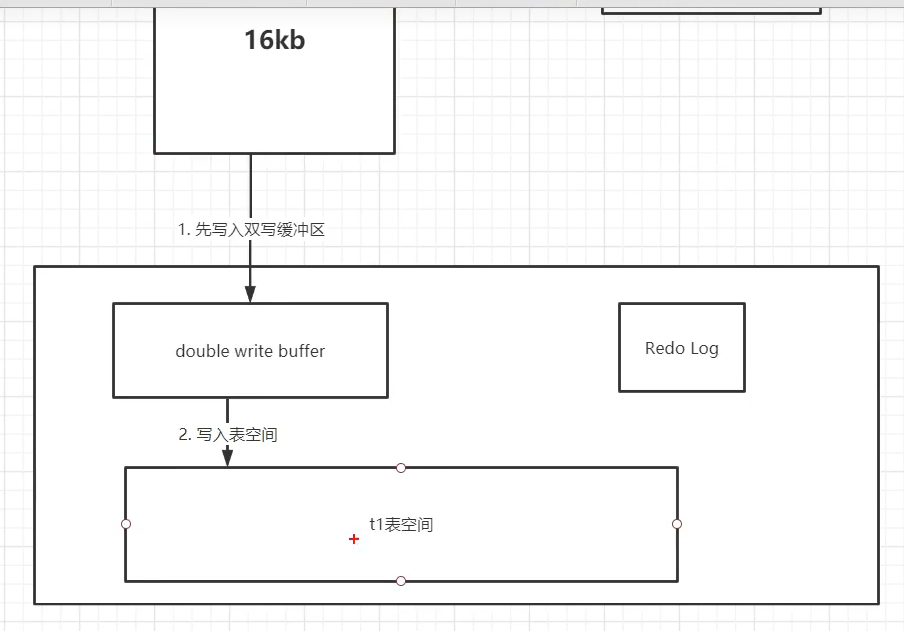 16kb
1. 先写入双写缓冲区
double write buffer
Redo Log
2. 写入表空间
t1表空间